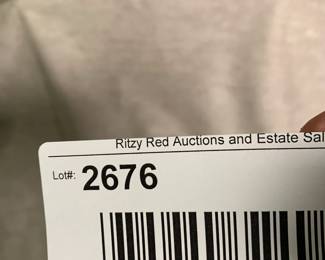 Ritzy Red Auctions and Estate Sal
Lot#: 2676